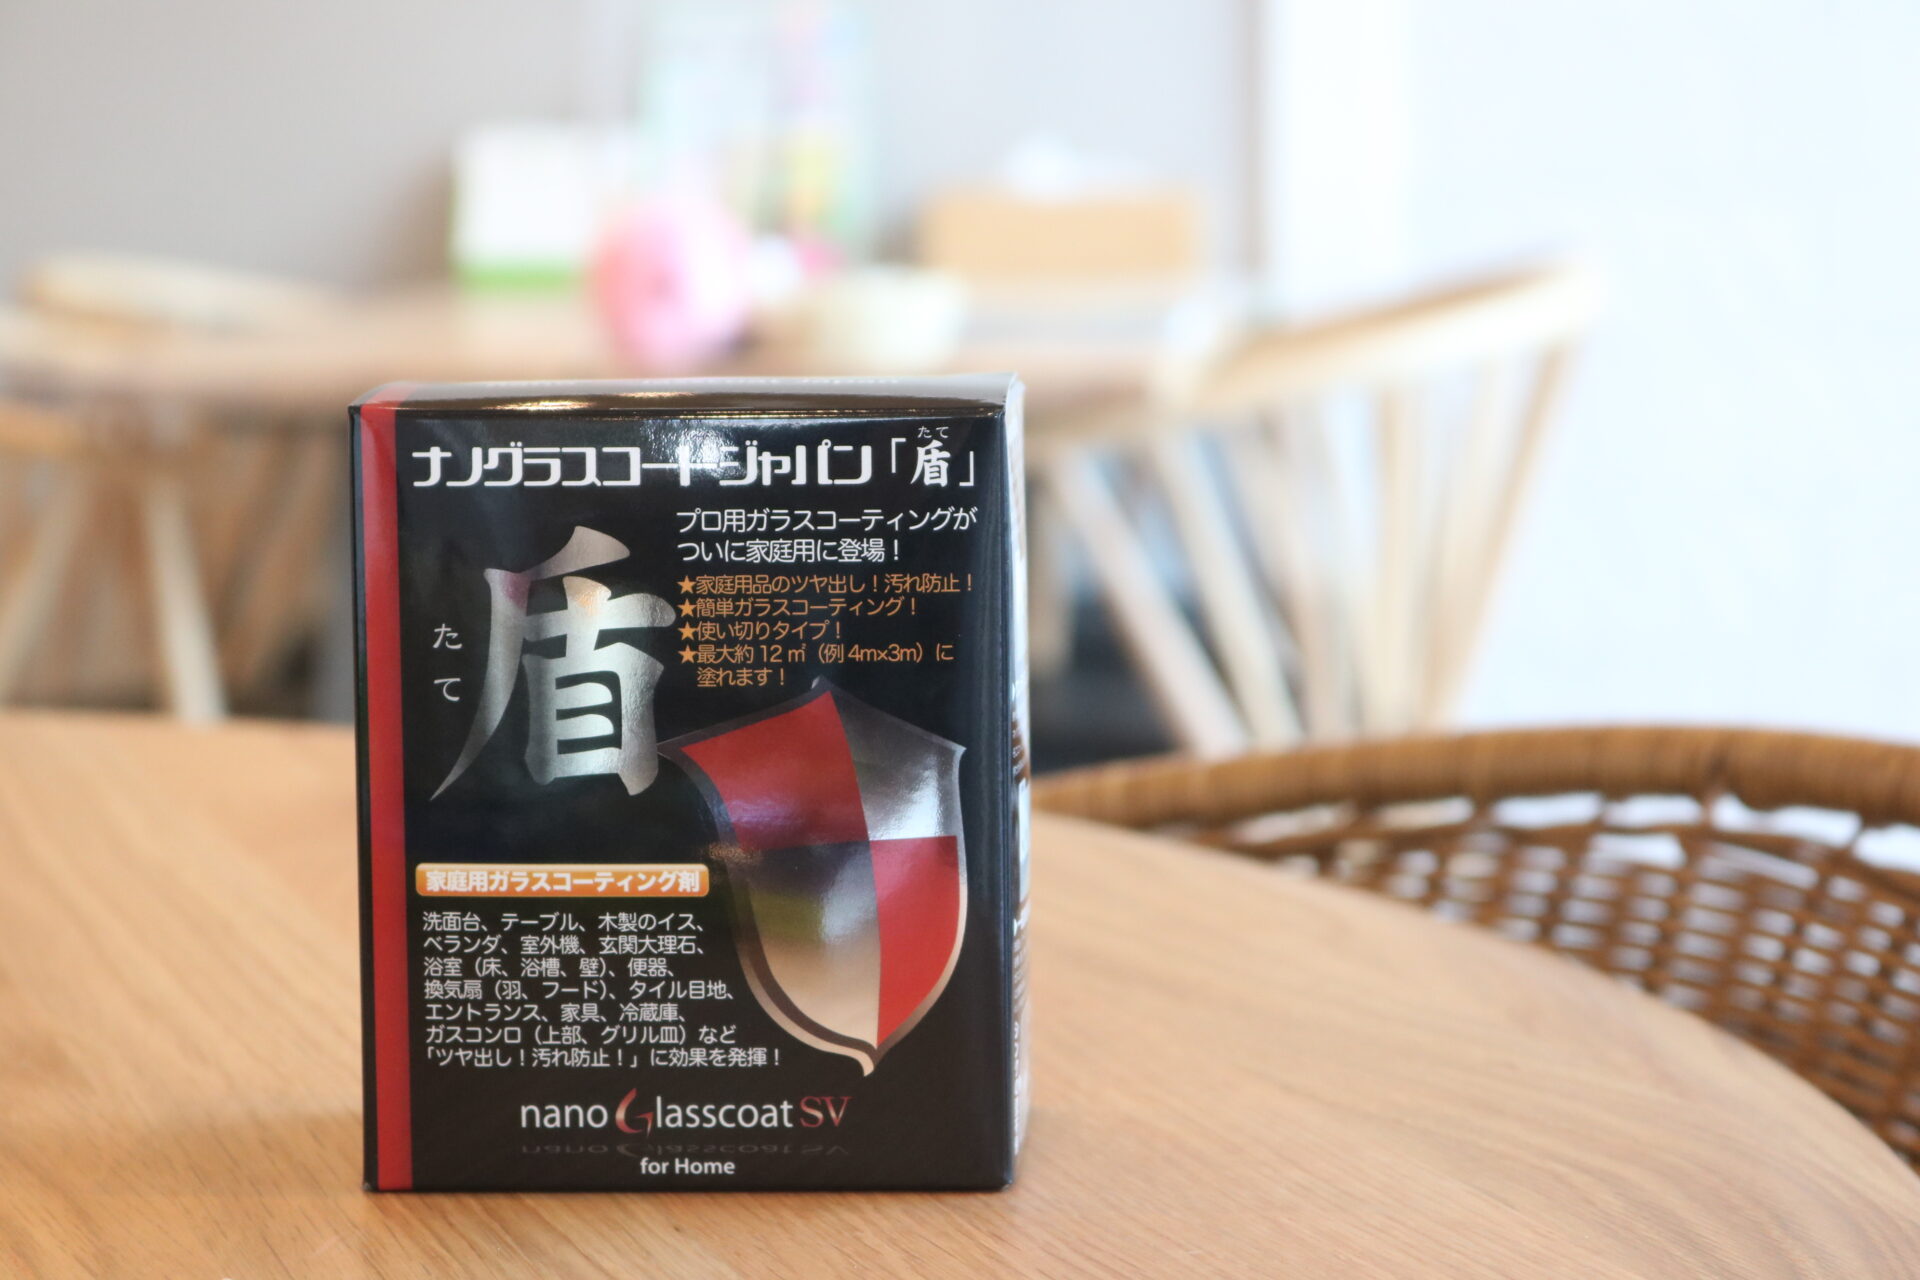 ナノグラスコートジャパン「盾」
たて
プロ用ガラスコーティングが
ついに家庭用に登場！
★家庭用品のツヤ出し！汚れ防止！
★簡単ガラスコーティング！
★使い切りタイプ！
★最大約12㎡（例4m×3m）に
塗れます！
盾
たて
家庭用ガラスコーティング剤
洗面台、テーブル、木製のイス、
ベランダ、室外機、玄関大理石、
浴室（床、浴槽、壁）、便器、
換気扇（羽、フード）、タイル目地、
エントランス、家具、冷蔵庫、
ガスコンロ（上部、グリル皿）など
「ツヤ出し！汚れ防止！」に効果を発揮！
nano Glasscoat SV
for Home